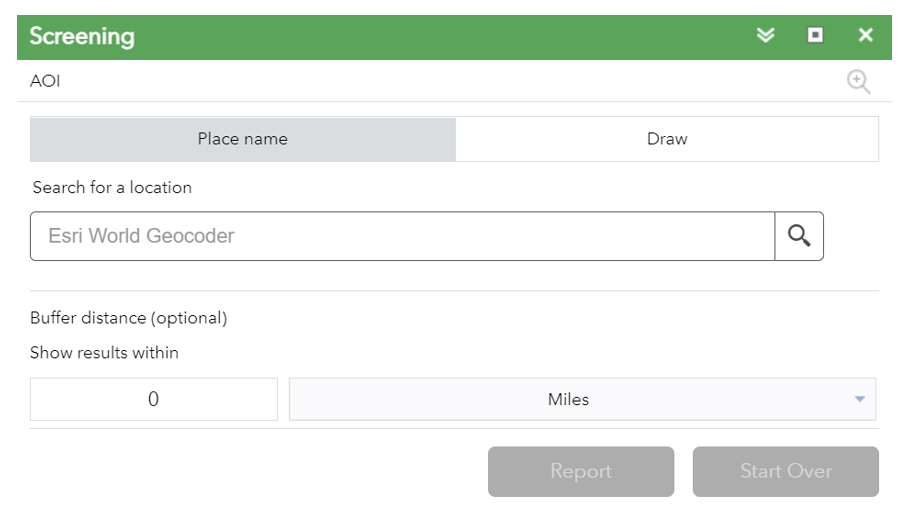 Screening
AOI
Place name Draw
Search for a location
Esri World Geocoder
Buffer distance (optional)
Show results within
0 Miles
Report Start Over